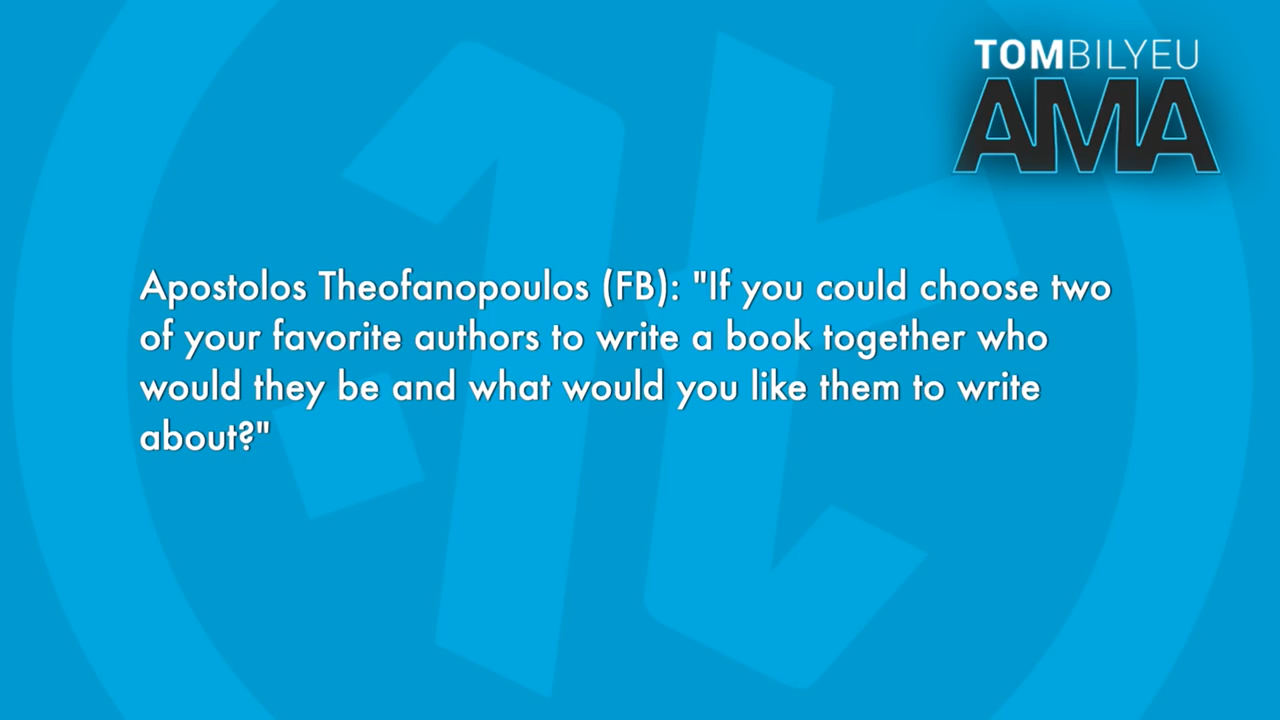 TOMBILYEU
AMA
Apostolos Theofanopoulos (FB): "If you could choose two
of your favorite authors to write a book together who
would they be and what would you like them to write
about?"